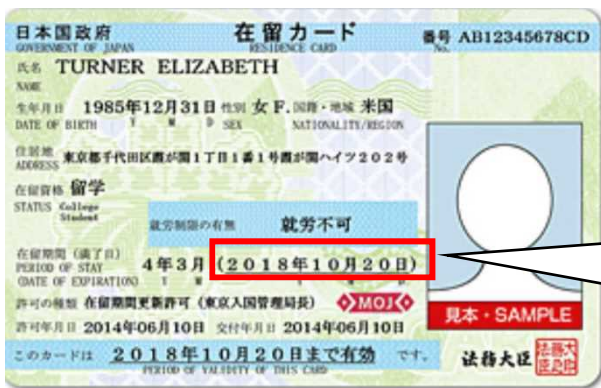 日本国政府 在留カード 番号 AB12345678CD
GOVERNMENT OF JAPAN RESIDENCE CARD No.
氏名 TURNER ELIZABETH
NAME
生年月日 1985年12月31日 性別 女 F. 国籍・地域 米国
DATE OF BIRTH Y M D SEX NATIONALITY/REGION
住居地 東京都千代田区霞が関1丁目1番1号霞が関ハイツ202号
ADDRESS
在留資格 留学
STATUS College
Student
就労制限の有無 就労不可
在留期間(満了日) 4年3月 (2018年10月20日)
PERIOD OF STAY
(DATE OF EXPIRATION) Y M Y M D
許可の種類 在留期間更新許可(東京入国管理局長) MOJ
見本・SAMPLE
許可年月日 2014年06月10日 交付年月日 2014年06月10日
このカードは 2018年10月20日まで有効 です。 法務大臣
PERIOD OF VALIDITY OF THIS CARD